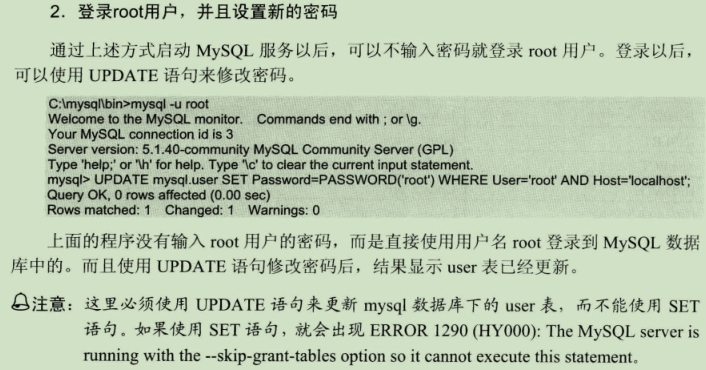 2．登录root用户，并且设置新的密码
通过上述方式启动 MySQL 服务以后，可以不输入密码就登录 root 用户。登录以后，
可以使用 UPDATE 语句来修改密码。
C:\mysql\bin>mysql -u root
Welcome to the MySQL monitor. Commands end with ; or \g.
Your MySQL connection id is 3
Server version: 5.1.40-community MySQL Community Server (GPL)
Type 'help;' or '\h' for help. Type '\c' to clear the current input statement.
mysql> UPDATE mysql.user SET Password=PASSWORD('root') WHERE User='root' AND Host='localhost';
Query OK, 0 rows affected (0.00 sec)
Rows matched: 1 Changed: 1 Warnings: 0
上面的程序没有输入 root 用户的密码，而是直接使用用户名 root 登录到 MySQL 数据
库中的。而且使用 UPDATE 语句修改密码后，结果显示 user 表已经更新。
注意：这里必须使用 UPDATE 语句来更新 mysql 数据库下的 user 表，而不能使用 SET
语句。如果使用 SET 语句，就会出现 ERROR 1290 (HY000): The MySQL server is
running with the --skip-grant-tables option so it cannot execute this statement。